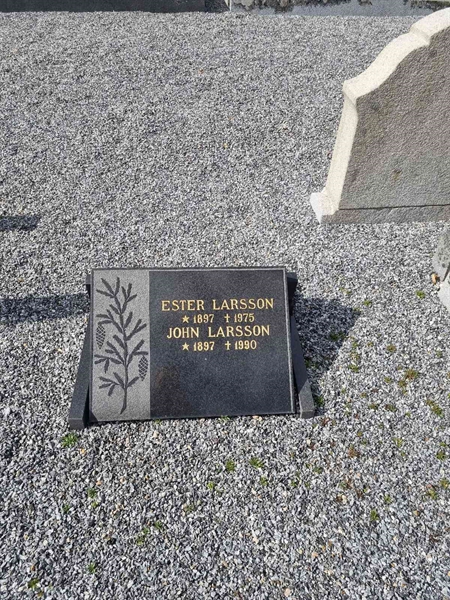 ESTER LARSSON
★ 1897 ✝ 1975
JOHN LARSSON
★ 1897 ✝ 1990